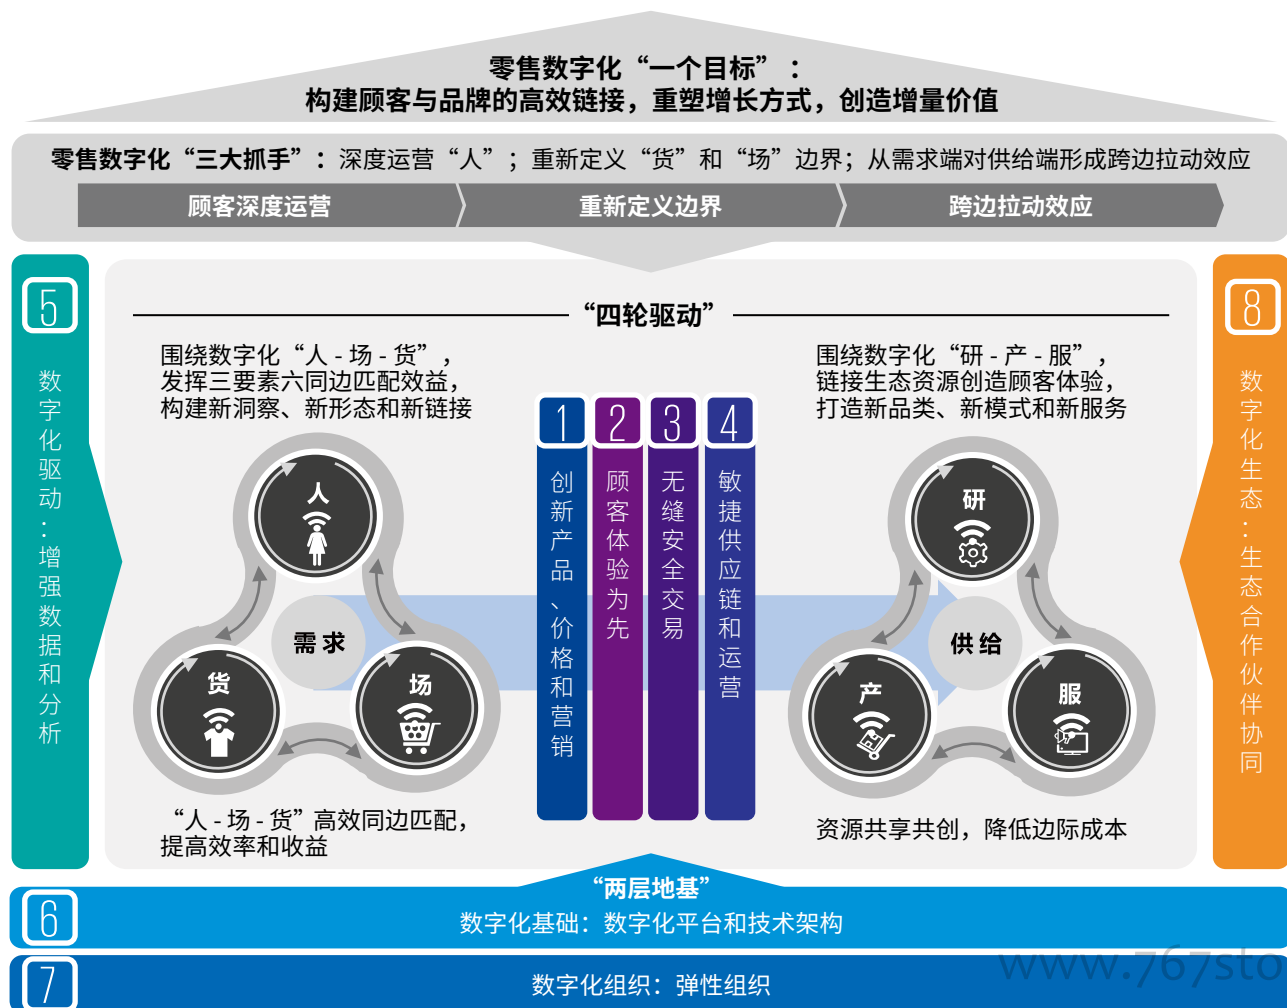 零售数字化“一个目标”：
构建顾客与品牌的高效链接，重塑增长方式，创造增量价值
零售数字化“三大抓手”：深度运营“人”；重新定义“货”和“场”边界；从需求端对供给端形成跨边拉动效应
顾客深度运营
重新定义边界
跨边拉动效应
5
数字化驱动：增强数据和分析
“四轮驱动”
围绕数字化“人 - 场 - 货”，
发挥三要素六同边匹配效益，
构建新洞察、新形态和新链接
人
需求
货
场
“人 - 场 - 货”高效同边匹配，
提高效率和收益
1
创新产品、价格和营销
2
顾客体验为先
3
无缝安全交易
4
敏捷供应链和运营
围绕数字化“研 - 产 - 服”，
链接生态资源创造顾客体验，
打造新品类、新模式和新服务
研
供给
产
服
资源共享共创，降低边际成本
8
数字化生态：生态合作伙伴协同
“两层地基”
6
数字化基础：数字化平台和技术架构
7
数字化组织：弹性组织
www.767sto